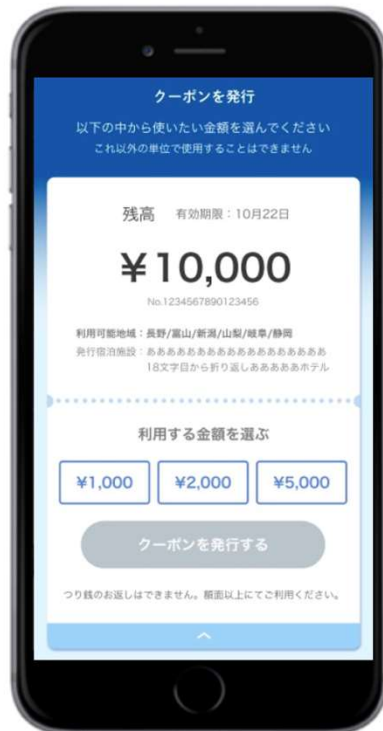 クーポンを発行
以下の中から使いたい金額を選んでください
これ以外の単位で使用することはできません
残高 有効期限：10月22日
¥10,000
No.1234567890123456
利用可能地域：長野/富山/新潟/山梨/岐阜/静岡
発行宿泊施設：ああああああああああああああああああ
18文字目から折り返しあああああホテル
利用する金額を選ぶ
¥1,000 ¥2,000 ¥5,000
クーポンを発行する
つり銭のお返しはできません。額面以上にてご利用ください。